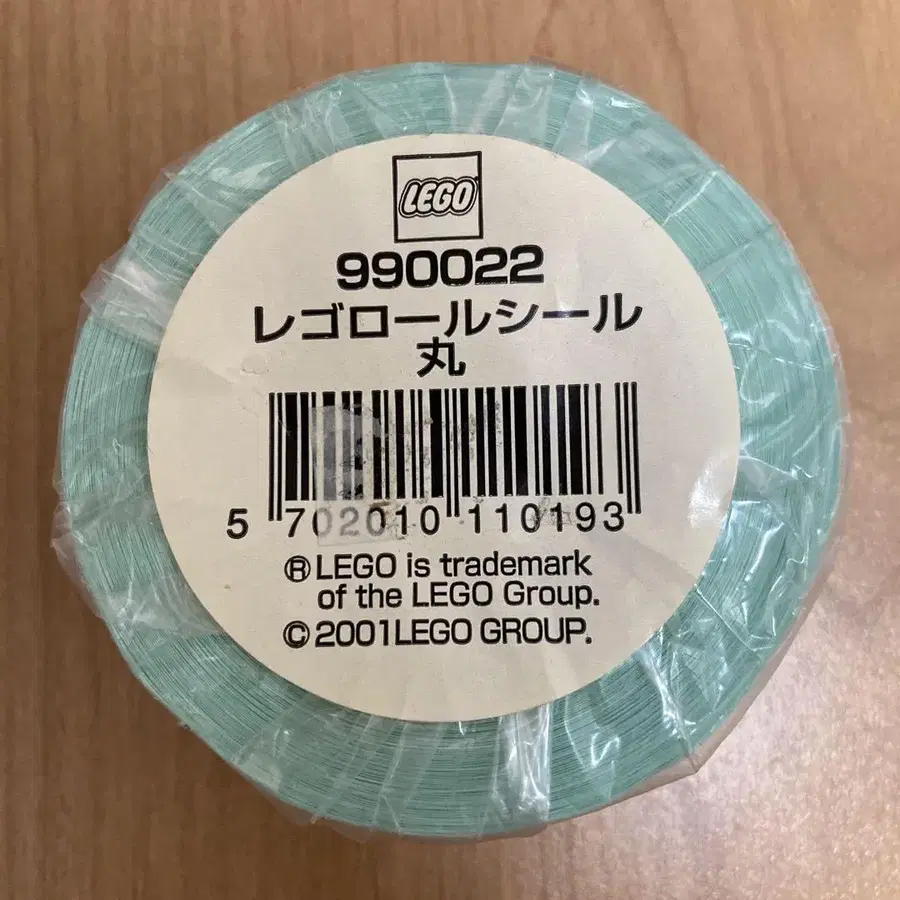 LEGO
990022
レゴロールシール
丸
5 702010 110193
® LEGO is trademark
of the LEGO Group.
© 2001LEGO GROUP.